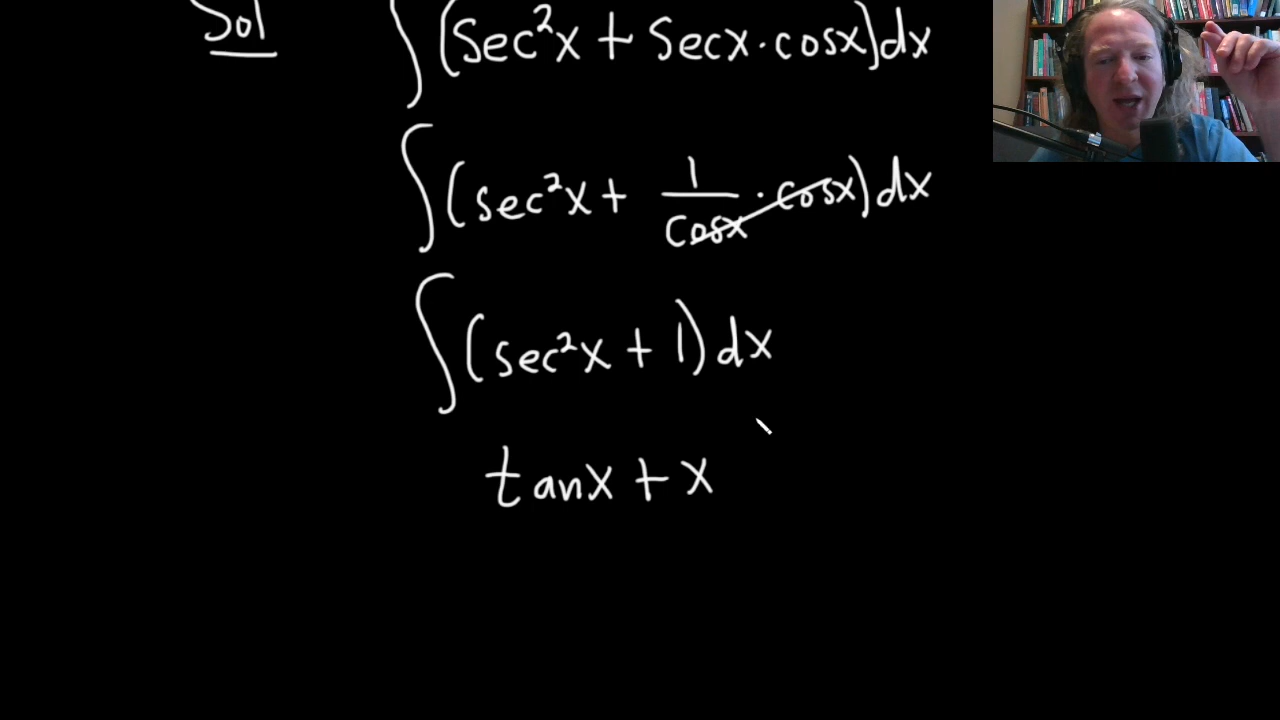 Sol ∫(Sec²x + Secx·cosx)dx
∫(sec²x + 1/cosx · cosx)dx
∫(sec²x + 1)dx
tanx + x